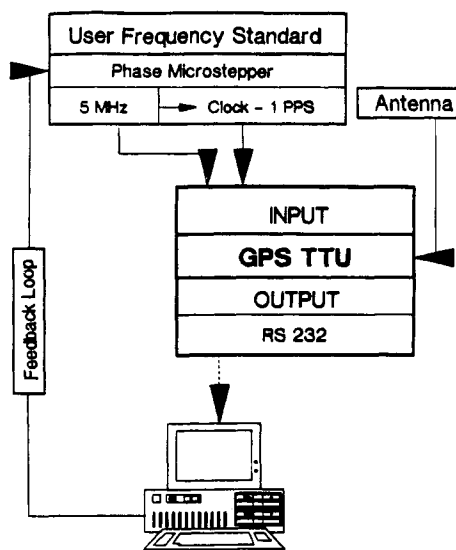 User Frequency Standard
Phase Microstepper
5 MHz
Clock - 1 PPS
Antenna
INPUT
GPS TTU
OUTPUT
RS 232
Feedback Loop